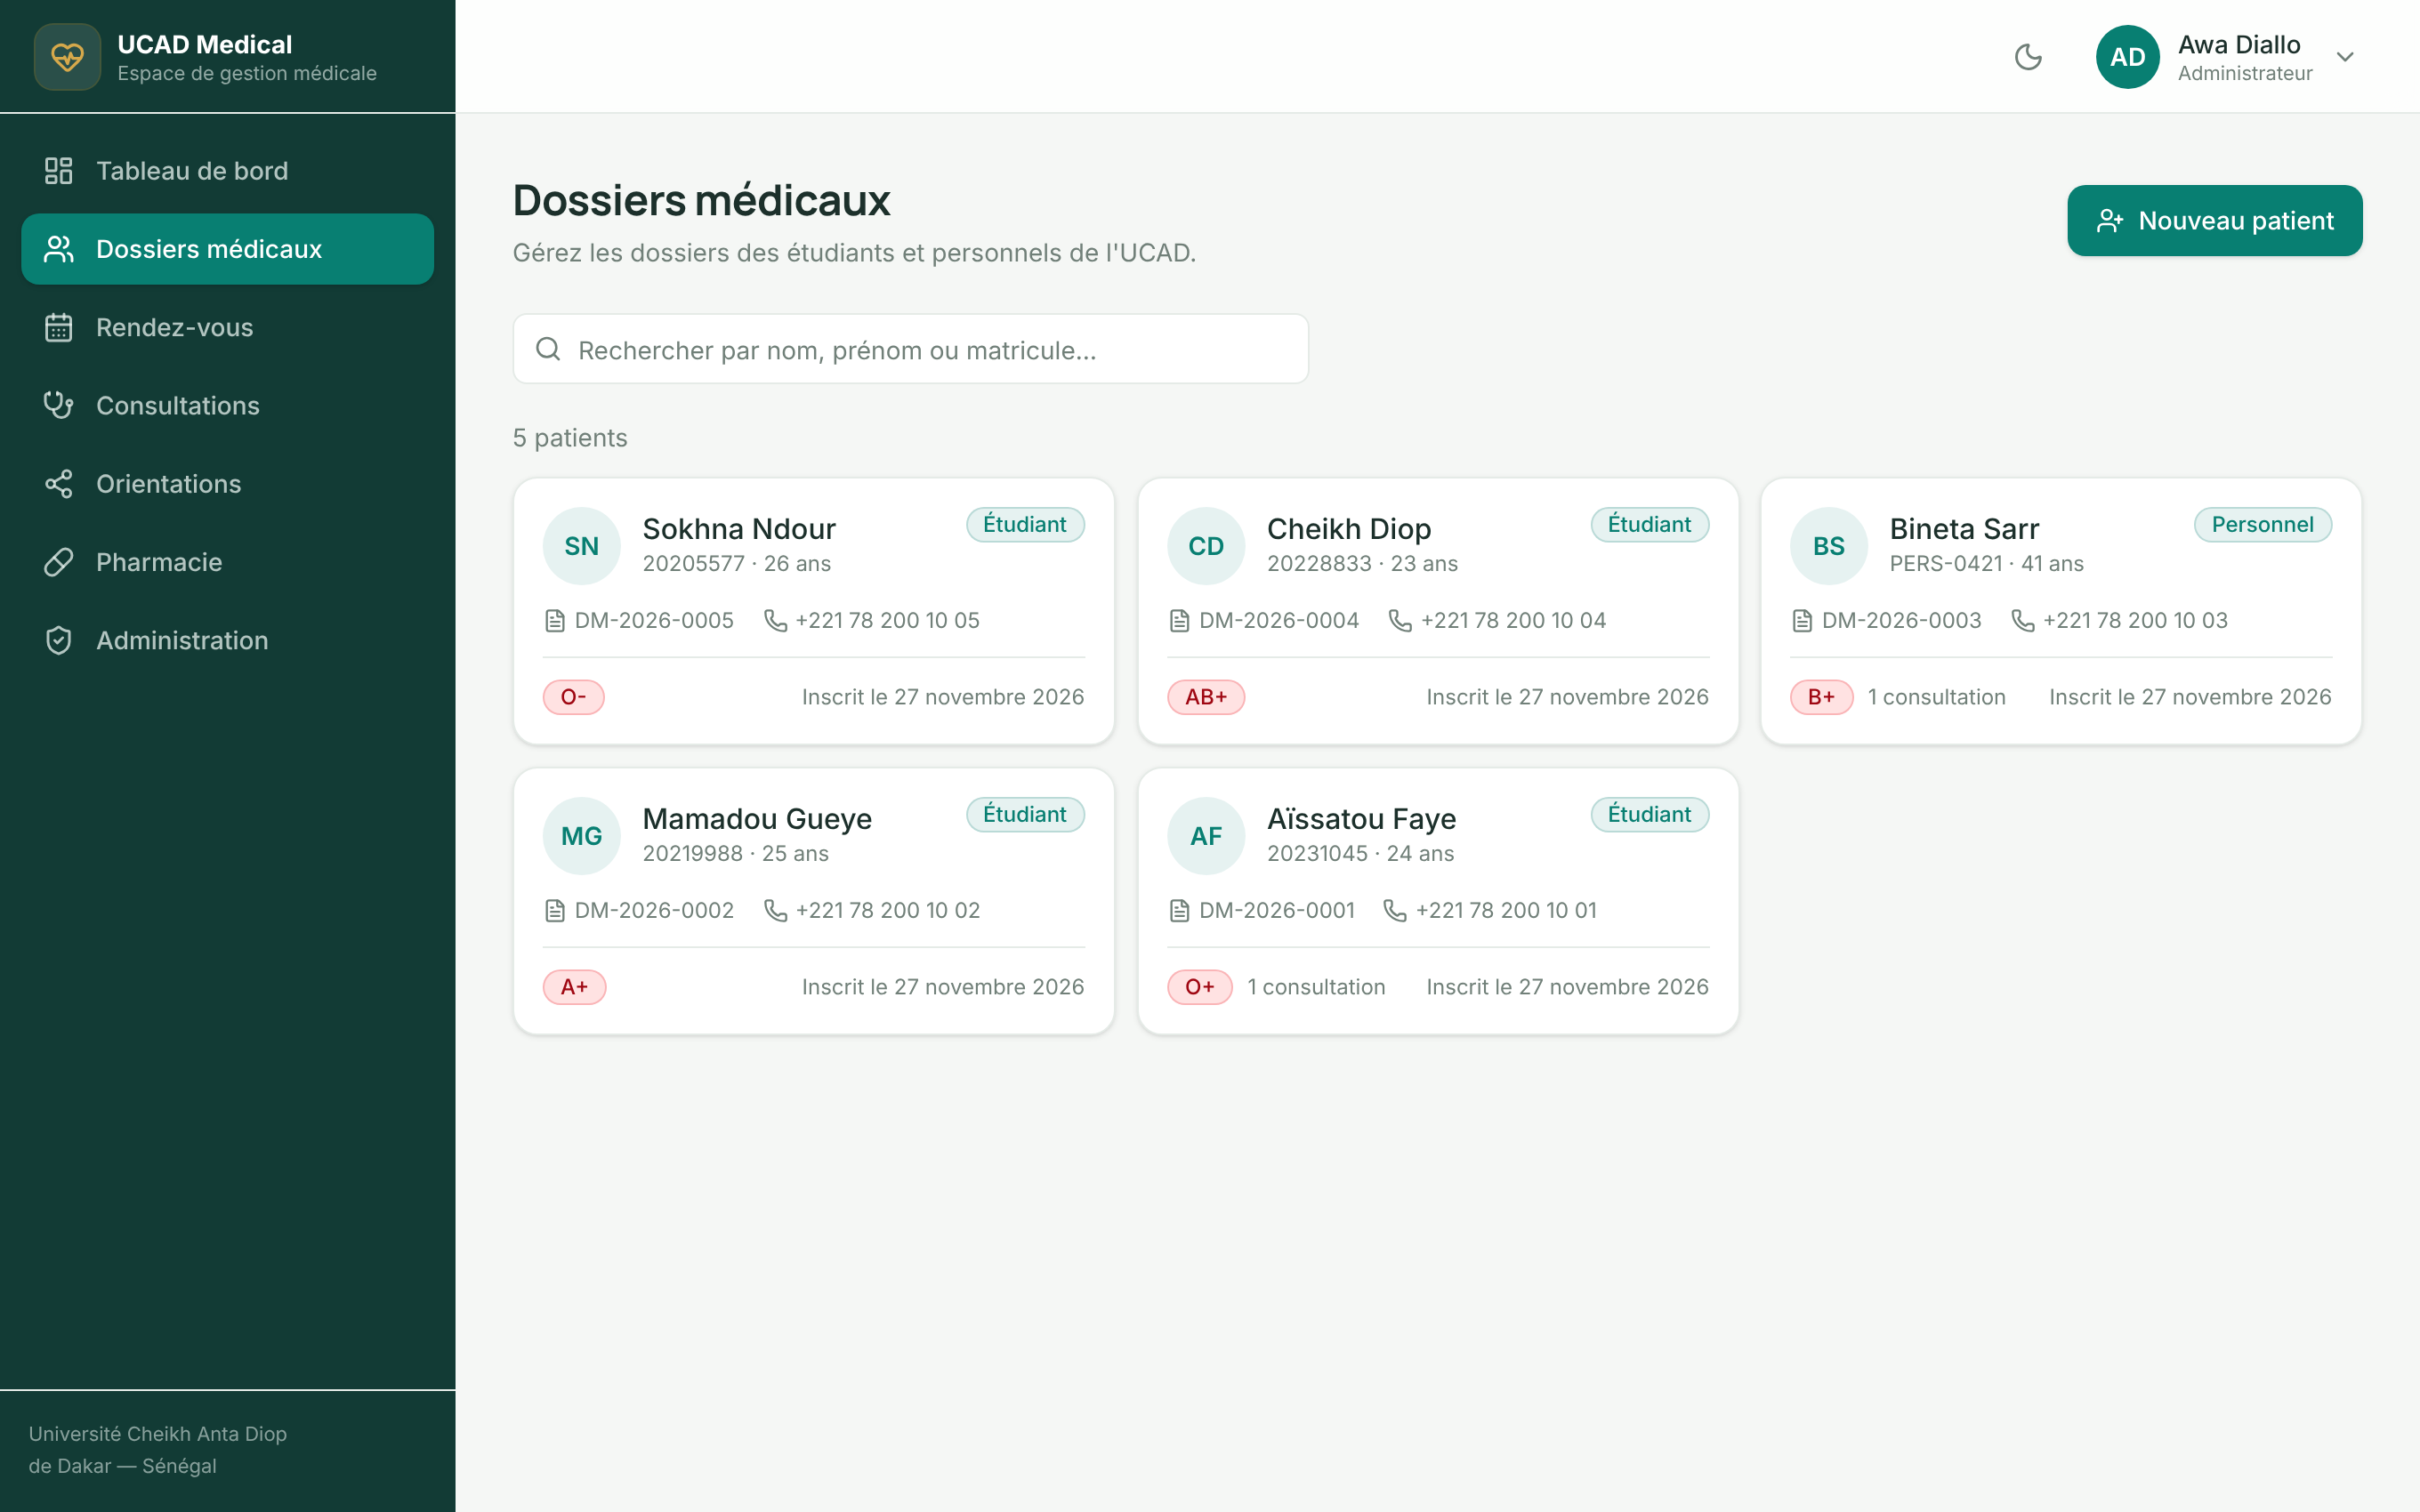 UCAD Medical
Espace de gestion médicale
Tableau de bord
Dossiers médicaux
Rendez-vous
Consultations
Orientations
Pharmacie
Administration
Université Cheikh Anta Diop
de Dakar — Sénégal
AD
Awa Diallo
Administrateur
Dossiers médicaux
Gérez les dossiers des étudiants et personnels de l'UCAD.
Nouveau patient
Rechercher par nom, prénom ou matricule...
5 patients
SN
Sokhna Ndour
Étudiant
20205577 · 26 ans
DM-2026-0005 +221 78 200 10 05
O- Inscrit le 27 novembre 2026
CD
Cheikh Diop
Étudiant
20228833 · 23 ans
DM-2026-0004 +221 78 200 10 04
AB+ Inscrit le 27 novembre 2026
BS
Bineta Sarr
Personnel
PERS-0421 · 41 ans
DM-2026-0003 +221 78 200 10 03
B+ 1 consultation Inscrit le 27 novembre 2026
MG
Mamadou Gueye
Étudiant
20219988 · 25 ans
DM-2026-0002 +221 78 200 10 02
A+ Inscrit le 27 novembre 2026
AF
Aïssatou Faye
Étudiant
20231045 · 24 ans
DM-2026-0001 +221 78 200 10 01
O+ 1 consultation Inscrit le 27 novembre 2026